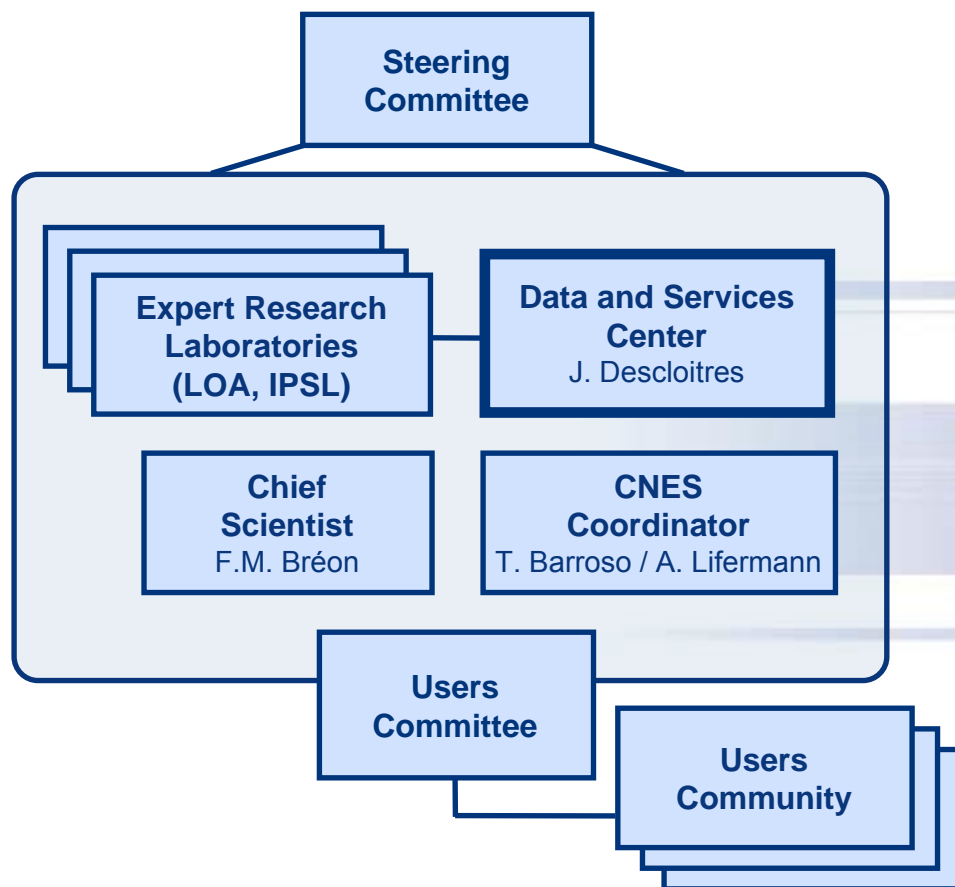 Steering
Committee
Expert Research
Laboratories
(LOA, IPSL)
Data and Services
Center
J. Descloitres
Chief
Scientist
F.M. Bréon
CNES
Coordinator
T. Barroso / A. Lifermann
Users
Committee
Users
Community